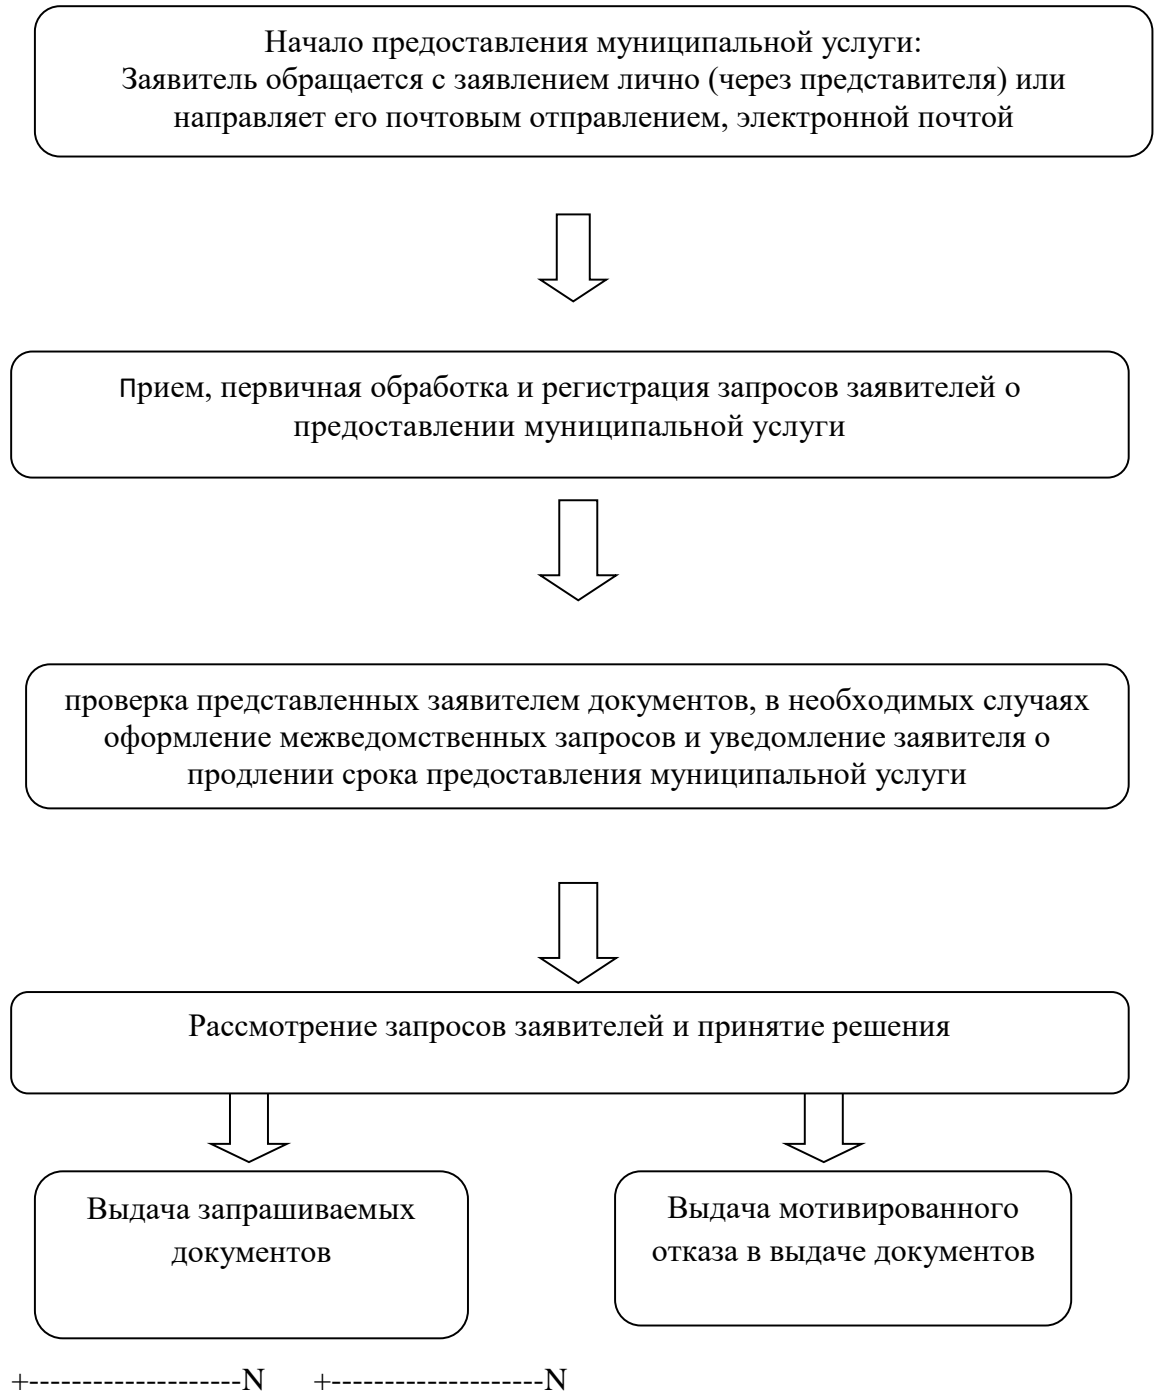 Начало предоставления муниципальной услуги:
Заявитель обращается с заявлением лично (через представителя) или
направляет его почтовым отправлением, электронной почтой
Прием, первичная обработка и регистрация запросов заявителей о
предоставлении муниципальной услуги
проверка представленных заявителем документов, в необходимых случаях
оформление межведомственных запросов и уведомление заявителя о
продлении срока предоставления муниципальной услуги
Рассмотрение запросов заявителей и принятие решения
Выдача запрашиваемых
документов
Выдача мотивированного
отказа в выдаче документов
+--------------------N +--------------------N